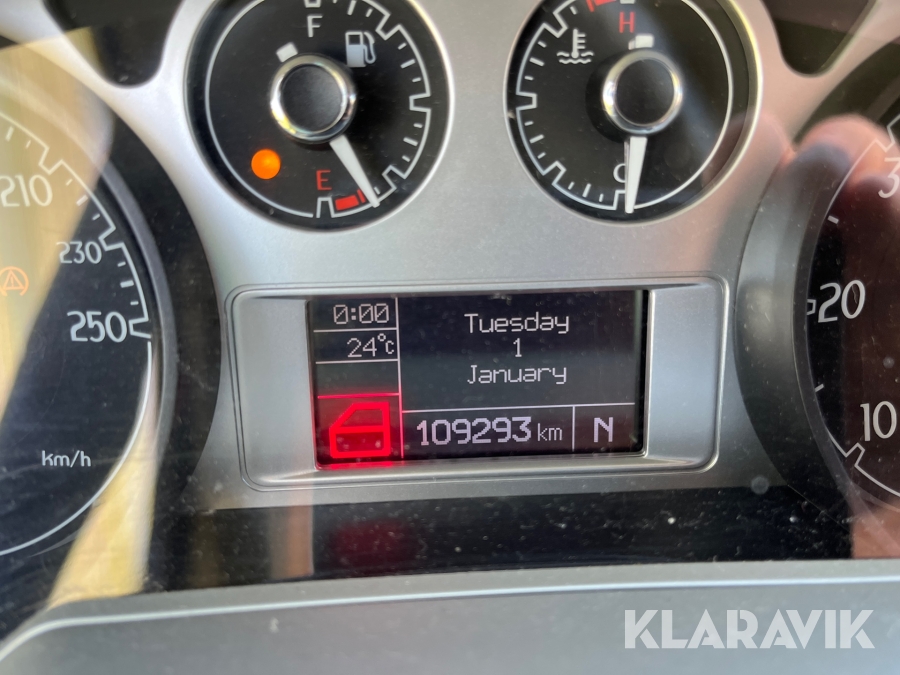 F
H
E
C
210
230
250
km/h
0:00
24°C
Tuesday
1
January
109293 km
N
20
10
KLARAVIK